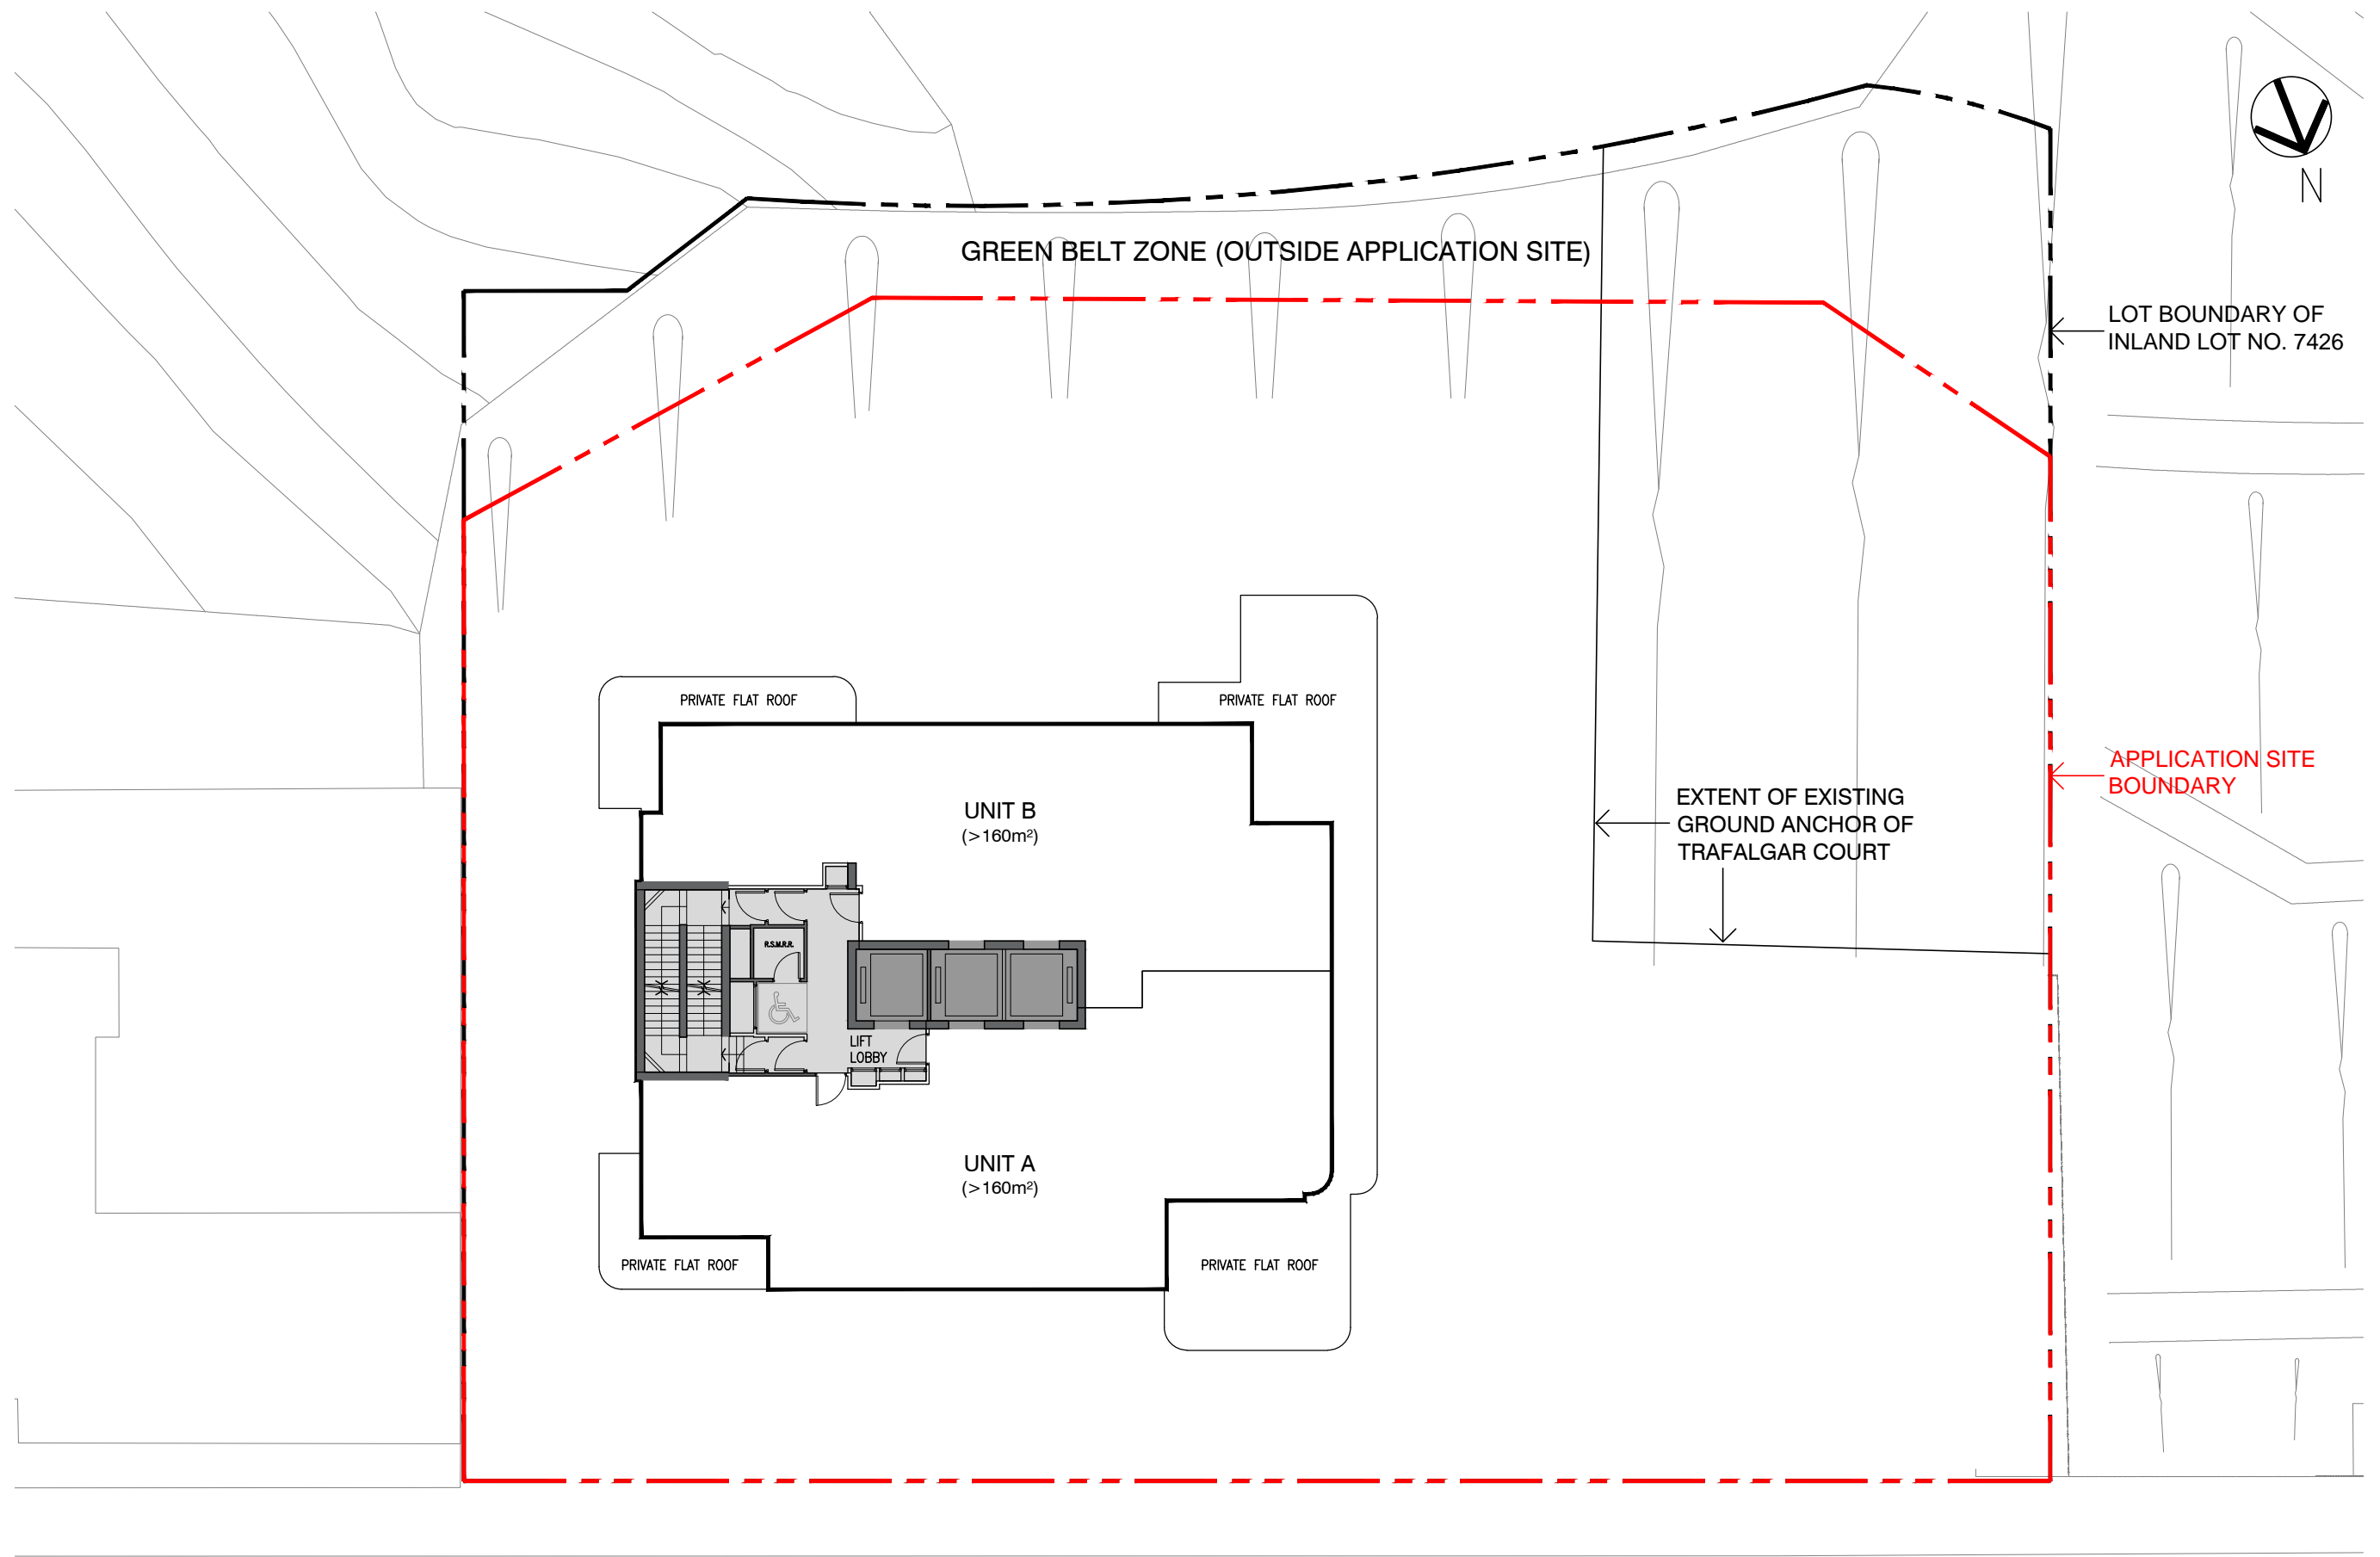 N
GREEN BELT ZONE (OUTSIDE APPLICATION SITE)
LOT BOUNDARY OF
INLAND LOT NO. 7426
PRIVATE FLAT ROOF
PRIVATE FLAT ROOF
APPLICATION SITE
BOUNDARY
EXTENT OF EXISTING
GROUND ANCHOR OF
TRAFALGAR COURT
UNIT B
(>160m²)
R.S.M.R.R.
LIFT
LOBBY
UNIT A
(>160m²)
PRIVATE FLAT ROOF
PRIVATE FLAT ROOF